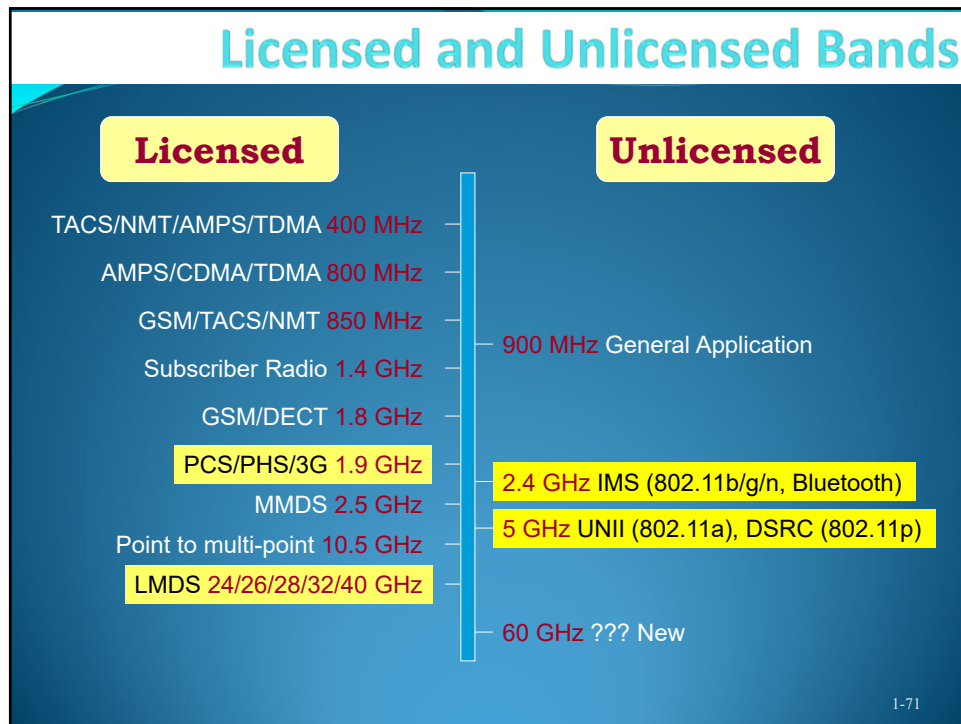 Licensed and Unlicensed Bands
Licensed
TACS/NMT/AMPS/TDMA 400 MHz
AMPS/CDMA/TDMA 800 MHz
GSM/TACS/NMT 850 MHz
Subscriber Radio 1.4 GHz
GSM/DECT 1.8 GHz
PCS/PHS/3G 1.9 GHz
MMDS 2.5 GHz
Point to multi-point 10.5 GHz
LMDS 24/26/28/32/40 GHz
Unlicensed
900 MHz General Application
2.4 GHz IMS (802.11b/g/n, Bluetooth)
5 GHz UNII (802.11a), DSRC (802.11p)
60 GHz ??? New
1-71